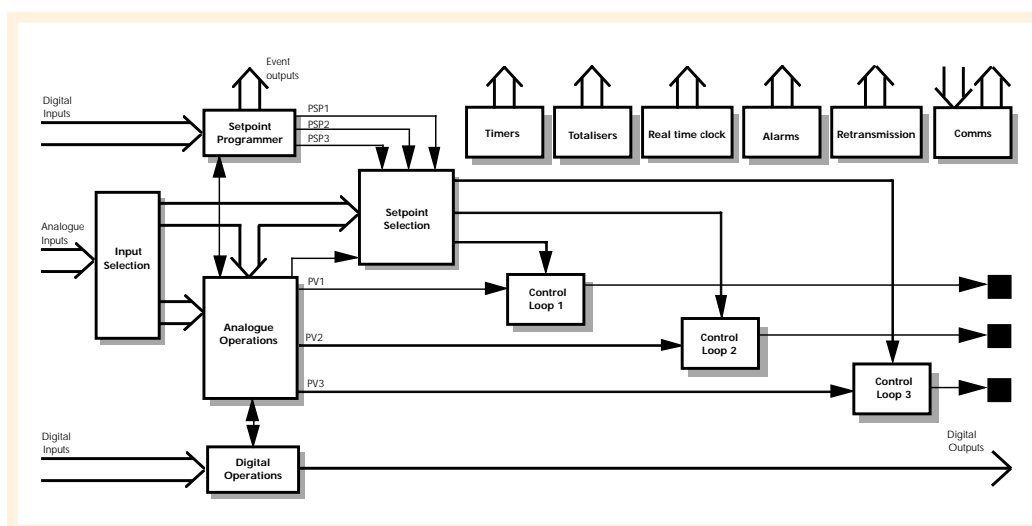 Event
outputs
Digital
Inputs
PSP1
PSP2
PSP3
Setpoint
Programmer
Timers
Totalisers
Real time clock
Alarms
Retransmission
Comms
Setpoint
Selection
Analogue
Inputs
Input
Selection
PV1
Control
Loop 1
Analogue
Operations
PV2
Control
Loop 2
PV3
Control
Loop 3
Digital
Inputs
Digital
Outputs
Digital
Operations